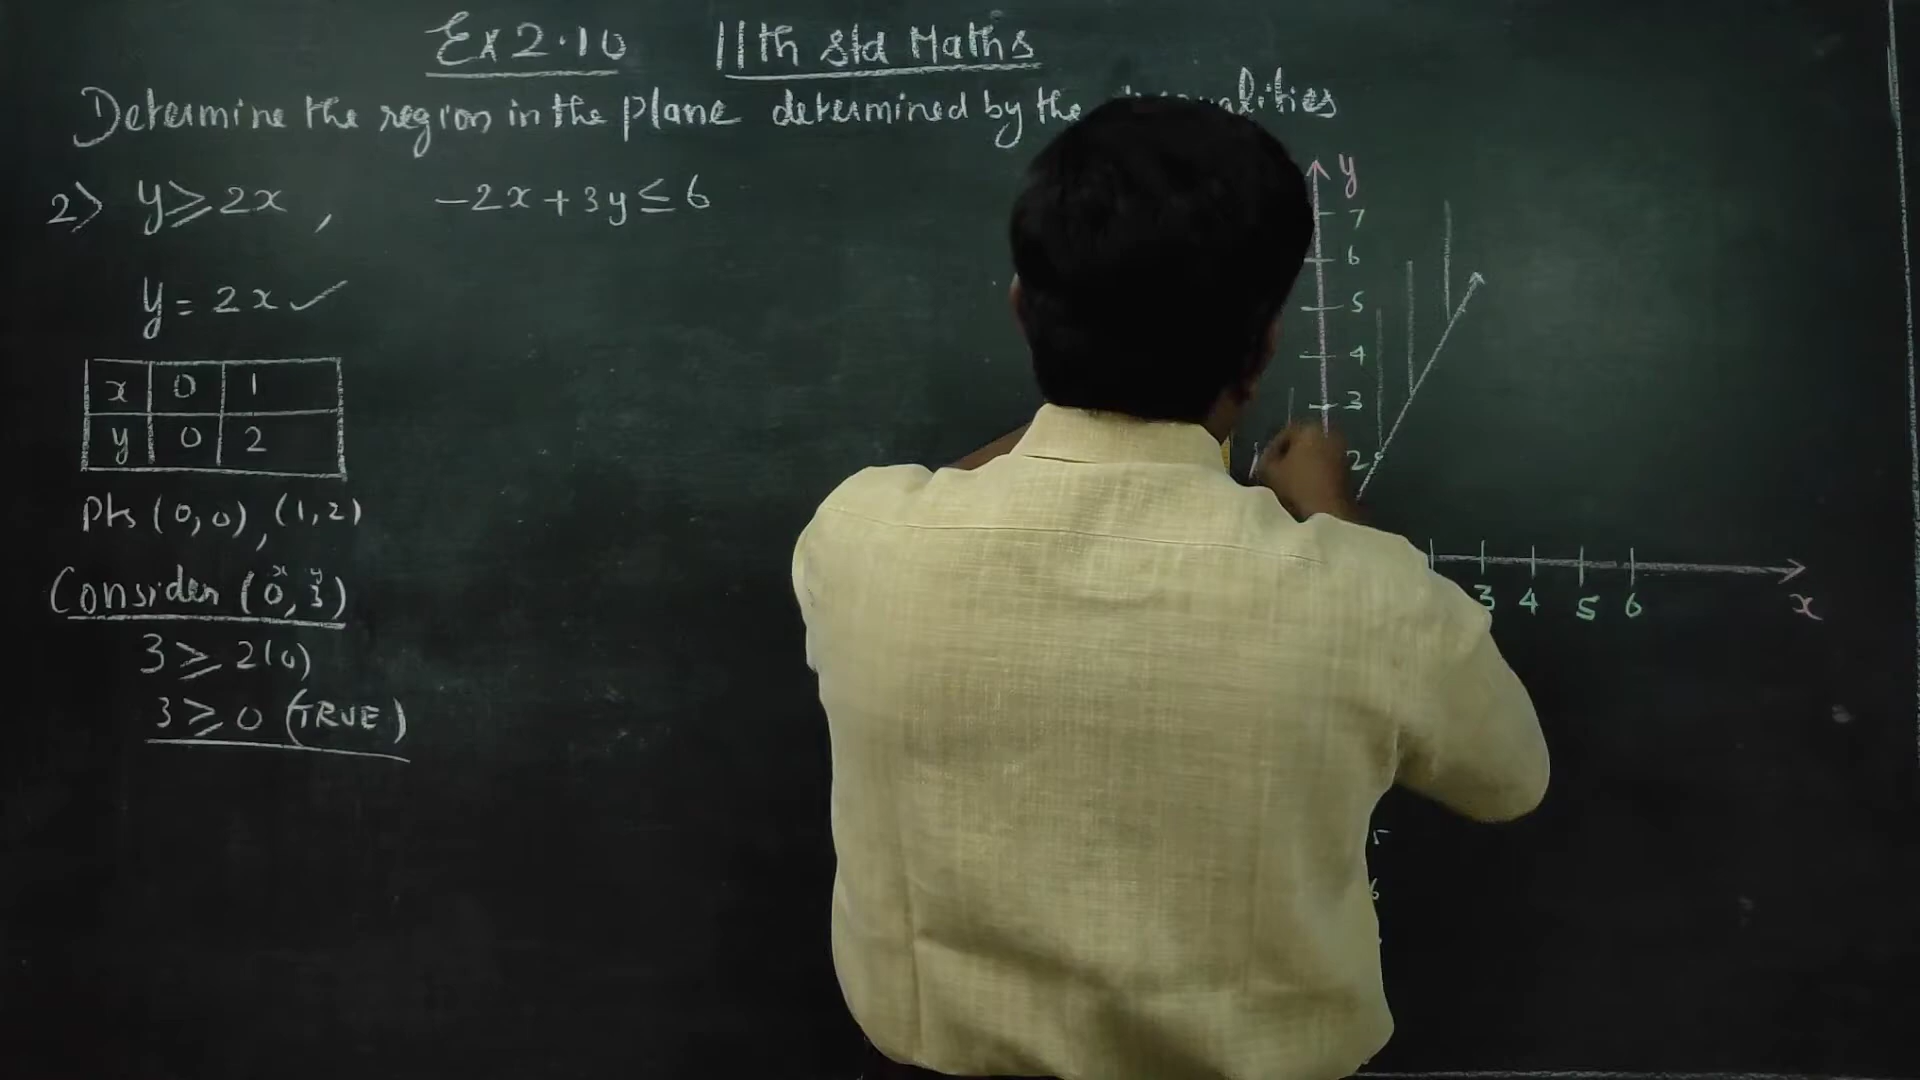 Ex 2.10 11th std Maths
Determine the region in the plane determined by the
2) y ≥ 2x , -2x + 3y ≤ 6
y = 2x ✓
x 0 1
y 0 2
Pts (0,0), (1,2)
Consider (0, 3)
x y
3 ≥ 2(0)
3 ≥ 0 (TRUE)
y
7
6
5
4
3
2
3 4 5 6
x
5
6